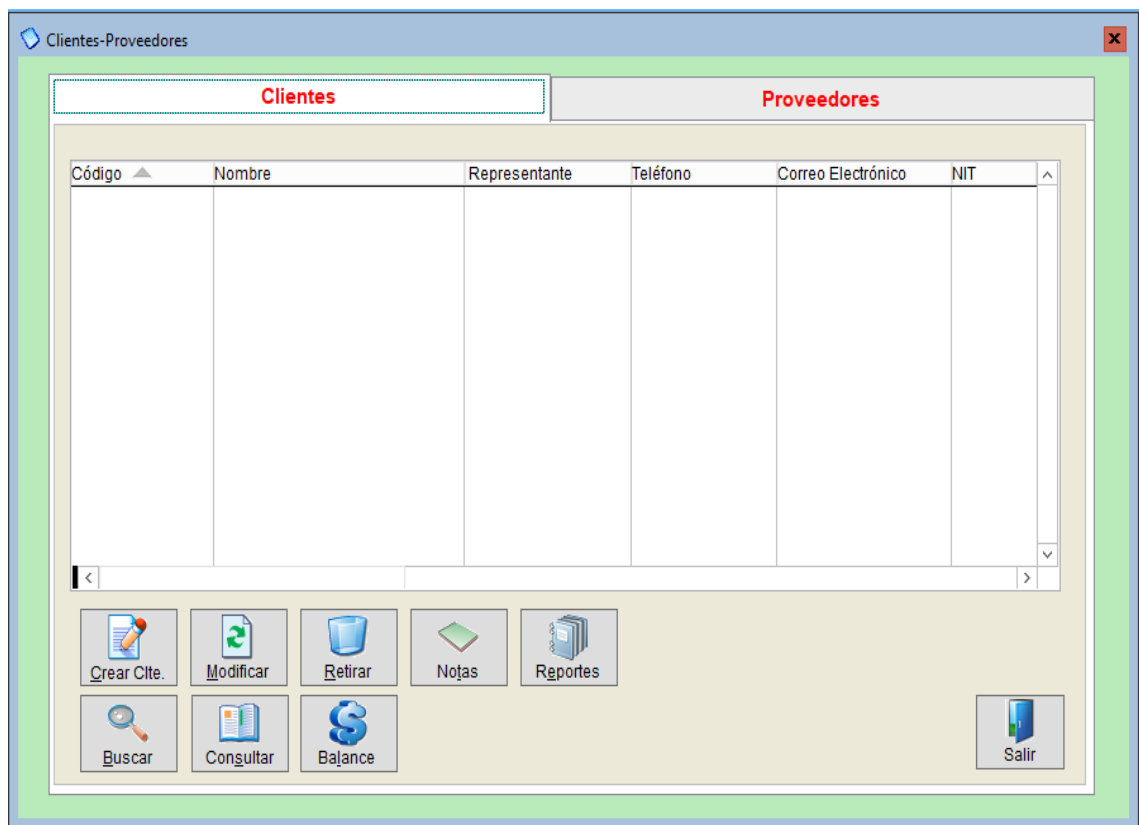 Clientes-Proveedores
Clientes Proveedores
Código Nombre Representante Teléfono Correo Electrónico NIT
Crear Clte. Modificar Retirar Notas Reportes
Buscar Consultar Balance Salir